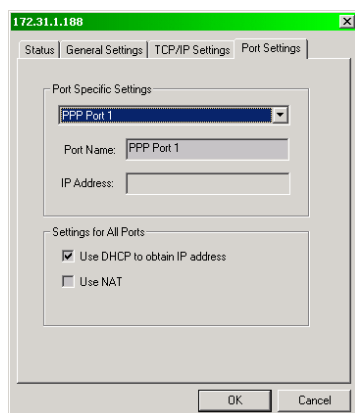 172.31.1.188
Status General Settings TCP/IP Settings Port Settings
Port Specific Settings
PPP Port 1
Port Name: PPP Port 1
IP Address:
Settings for All Ports
Use DHCP to obtain IP address
Use NAT
OK Cancel